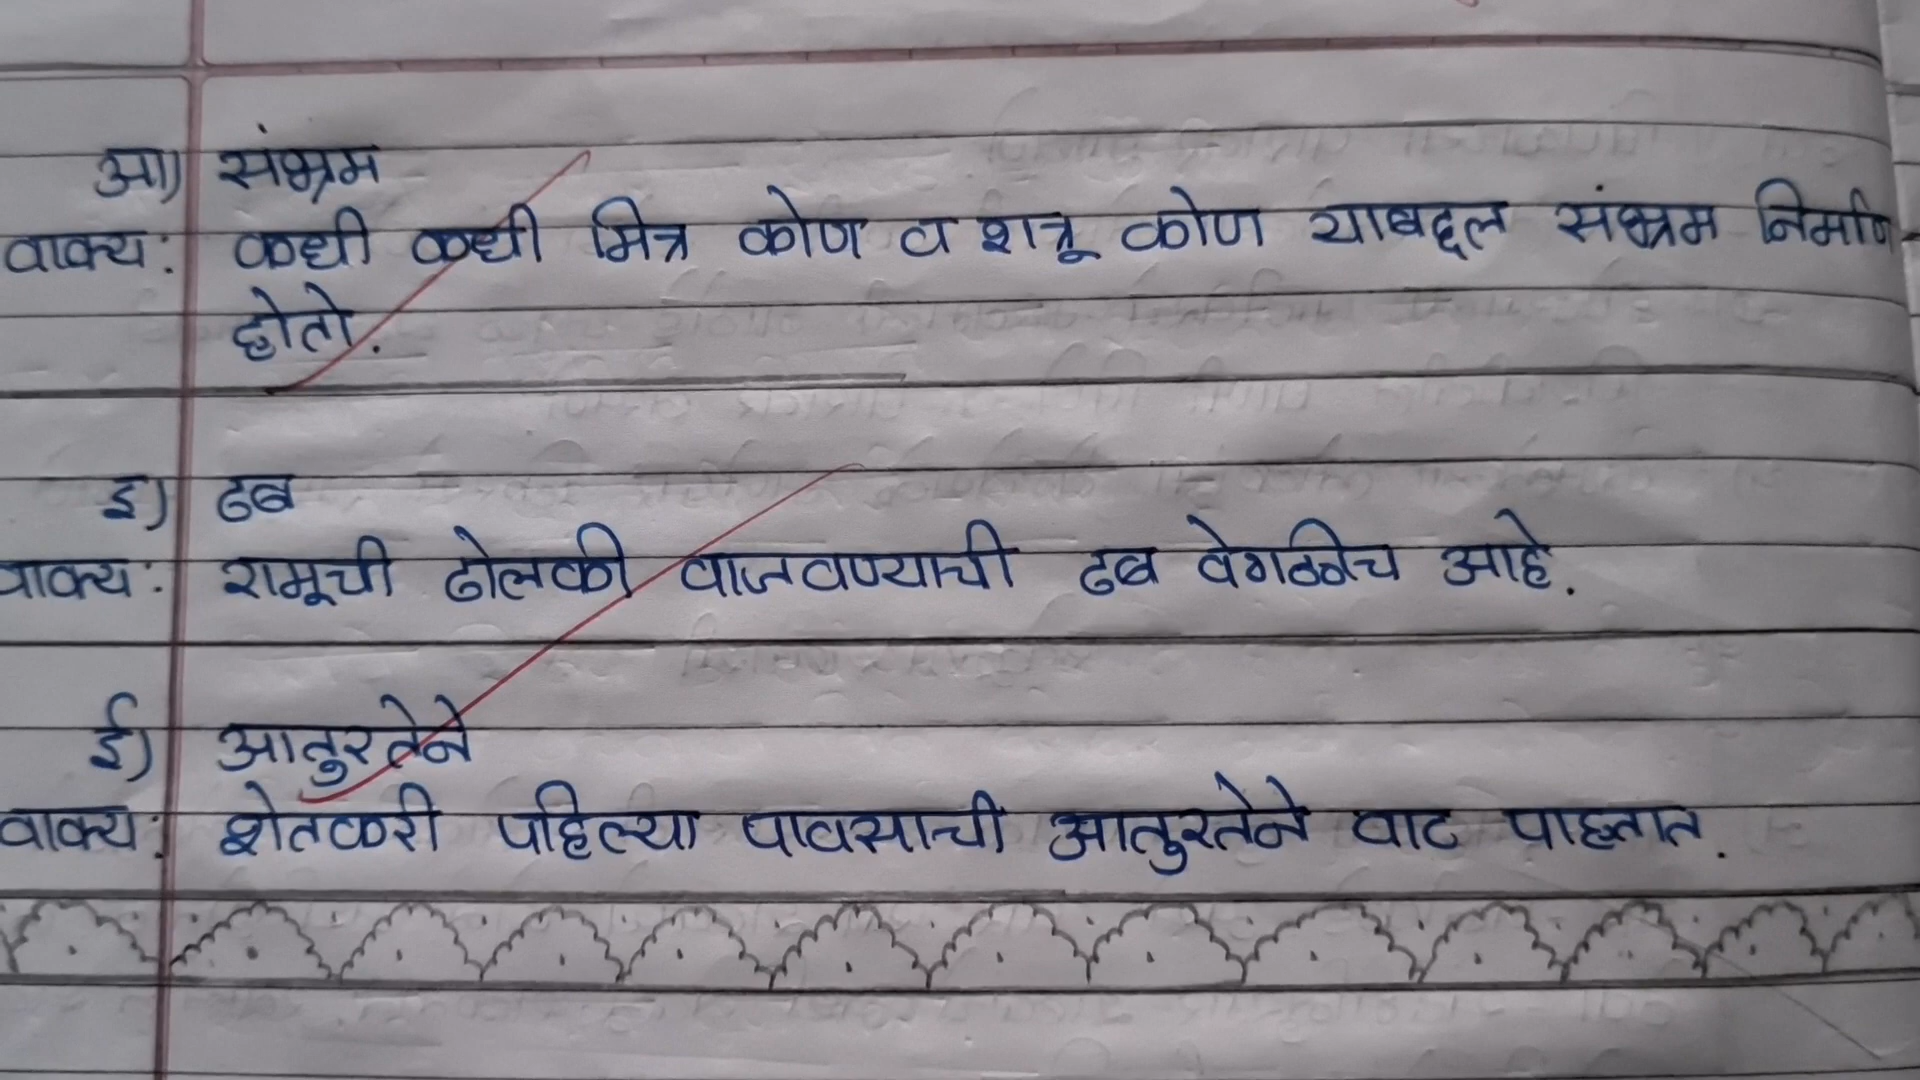 आ) संभ्रम
वाक्य: कधी कधी मित्र कोण व शत्रू कोण याबद्दल संभ्रम निर्माण
होतो.
इ) ढब
वाक्य: रामूची ढोलकी वाजवण्याची ढब वेगळीच आहे.
ई) आतुरतेने
वाक्य: शेतकरी पहिल्या पावसाची आतुरतेने वाट पाहतात.